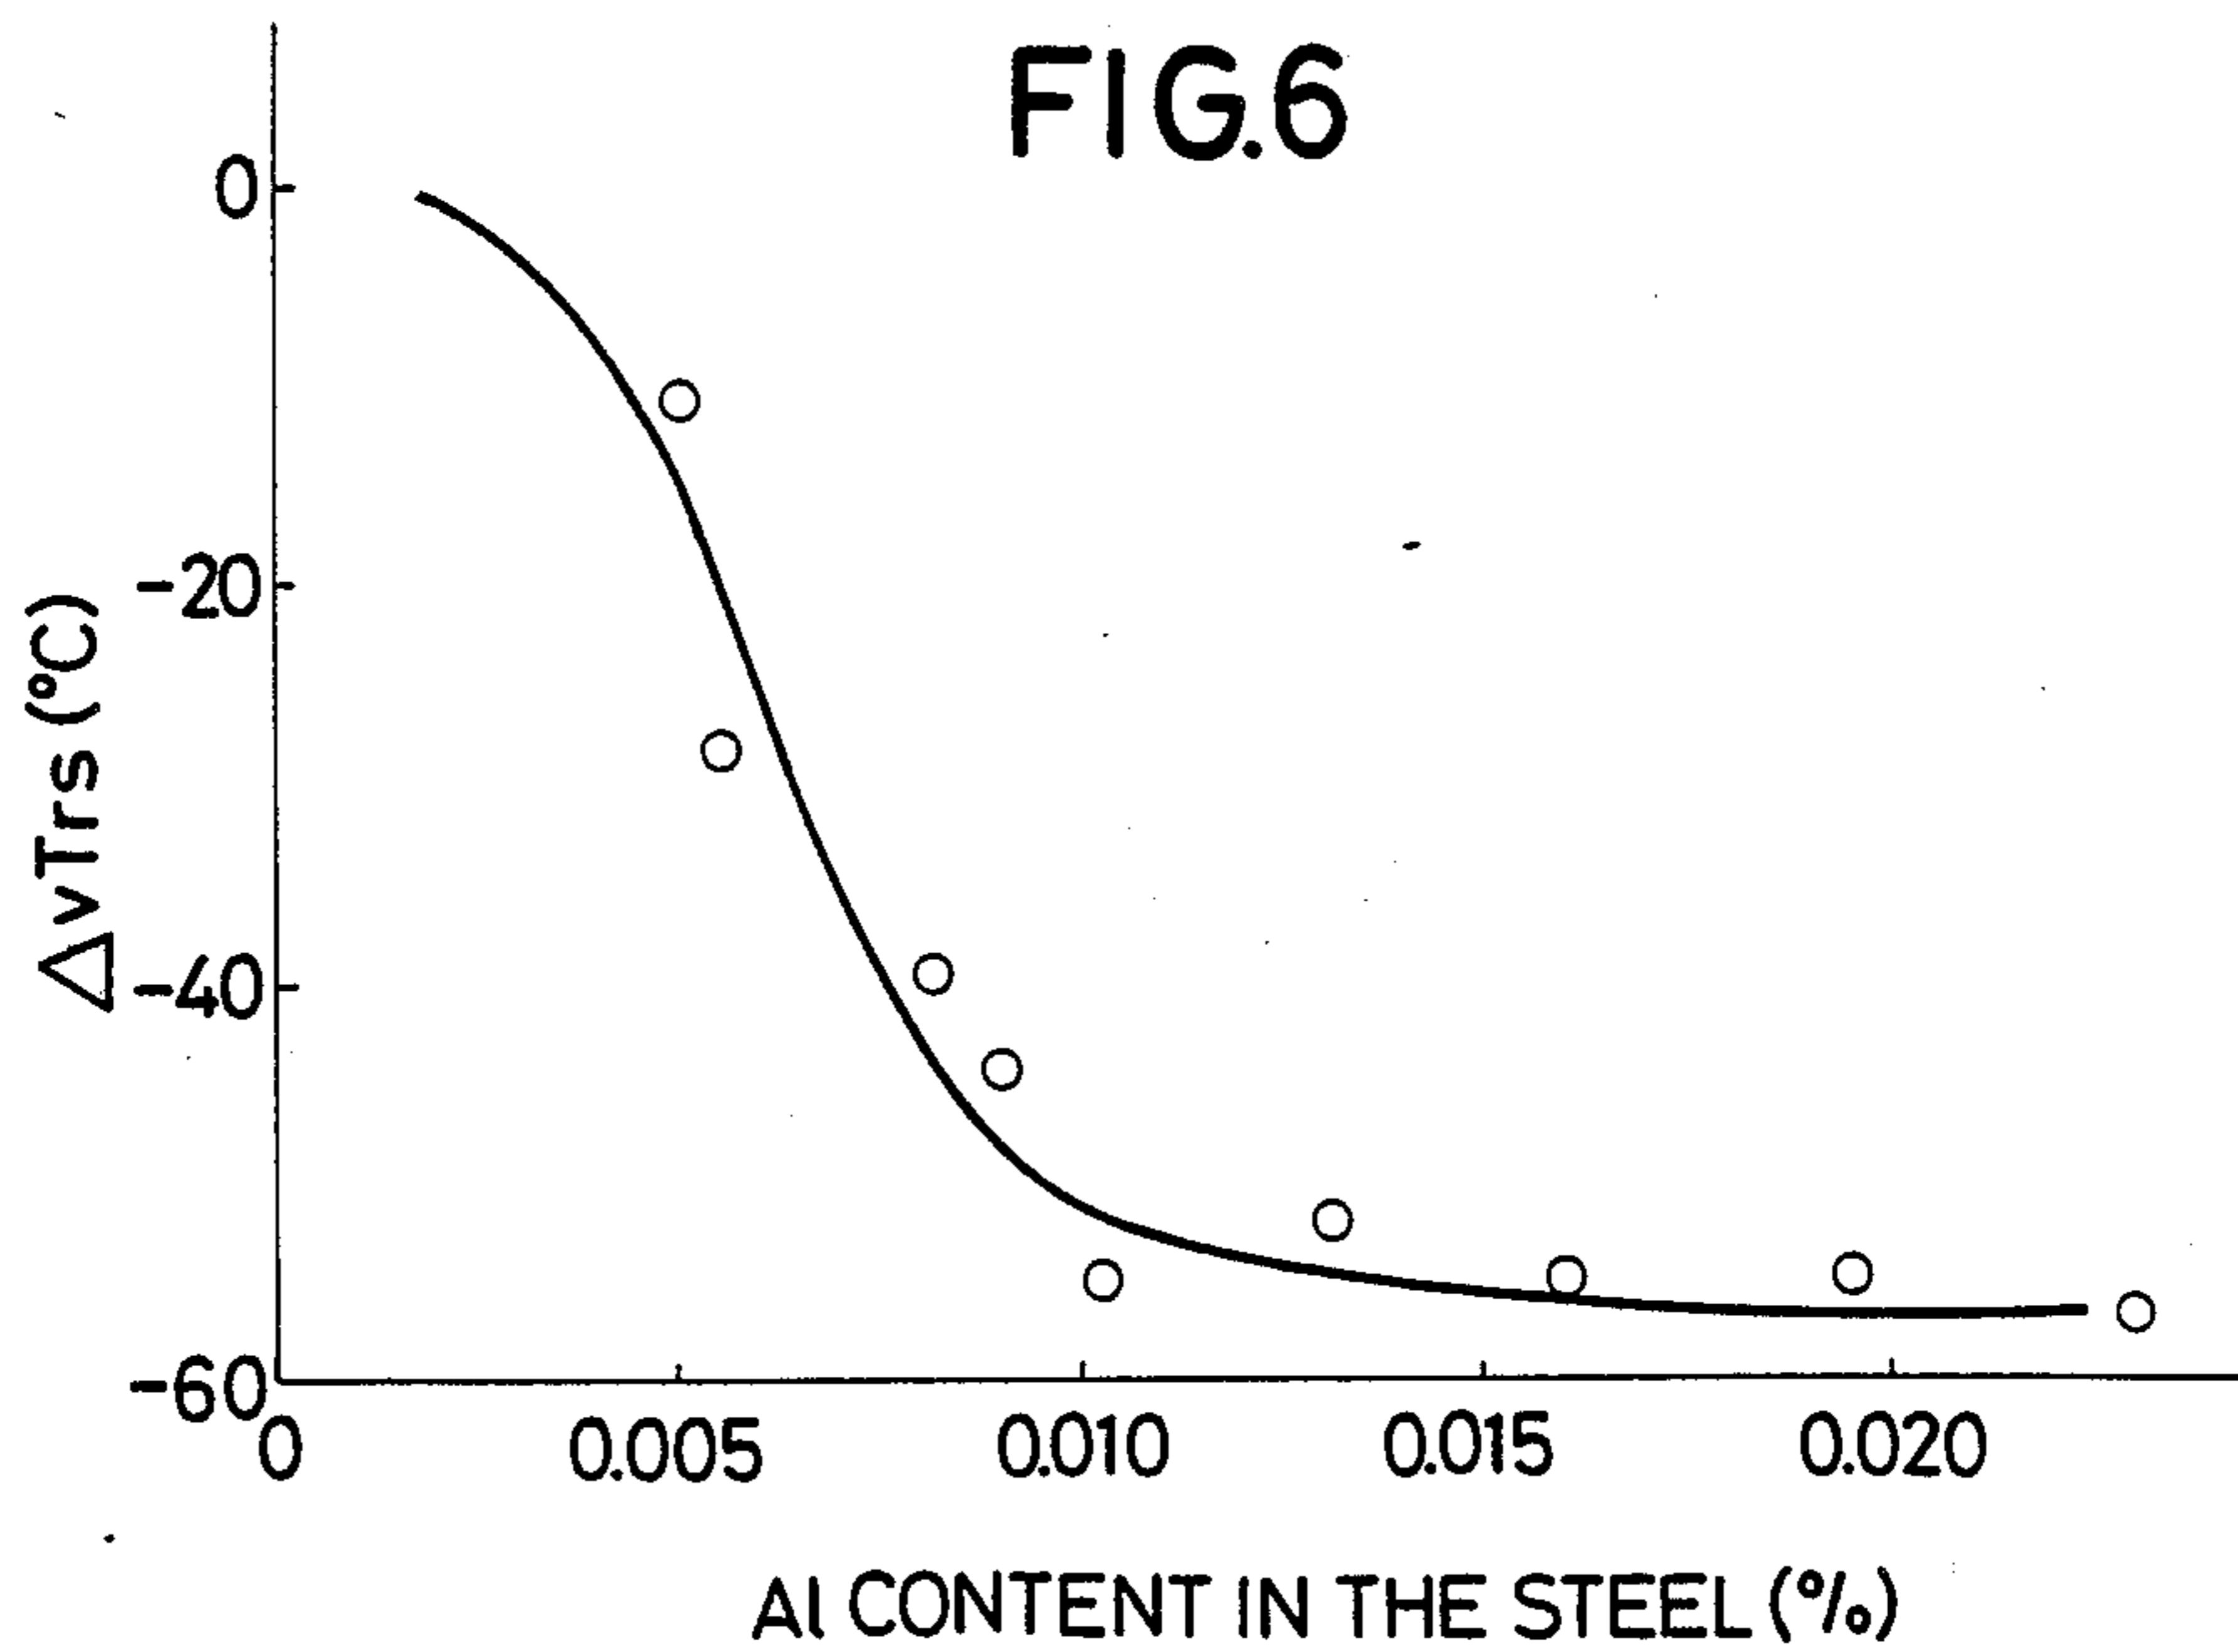 FIG.6
0
-20
-40
-60
ΔvTrs (°C)
0 0.005 0.010 0.015 0.020
Al CONTENT IN THE STEEL (%)